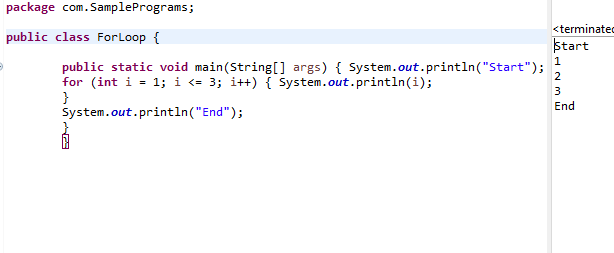 package com.SamplePrograms;
public class ForLoop {
public static void main(String[] args) { System.out.println("Start");
for (int i = 1; i <= 3; i++) { System.out.println(i);
}
System.out.println("End");
}
}
<terminated
Start
1
2
3
End